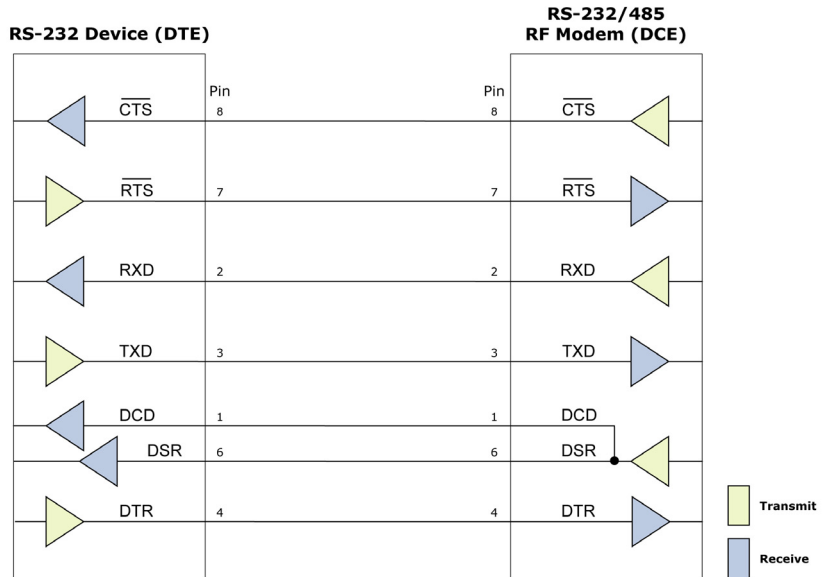 RS-232 Device (DTE)
RS-232/485
RF Modem (DCE)
Pin
Pin
CTS
8
8
CTS
RTS
7
7
RTS
RXD
2
2
RXD
TXD
3
3
TXD
DCD
1
1
DCD
DSR
6
6
DSR
DTR
4
4
DTR
Transmit
Receive